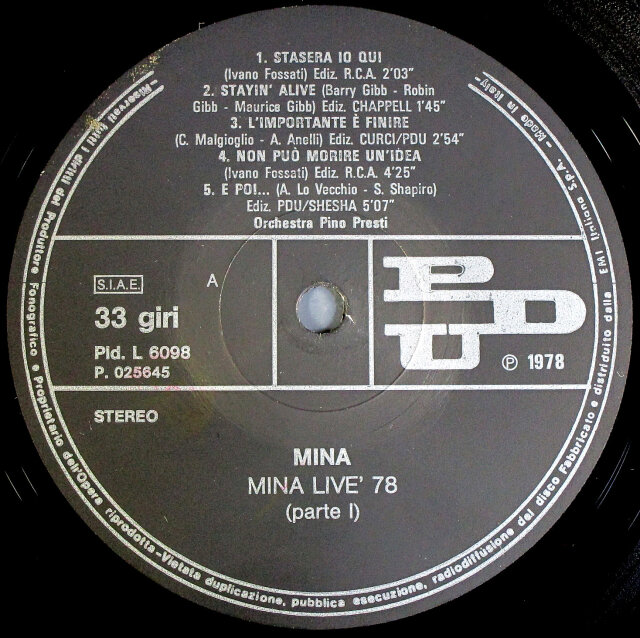 1. STASERA IO QUI
(Ivano Fossati) Ediz. R.C.A. 2'03"
2. STAYIN' ALIVE (Barry Gibb - Robin
Gibb - Maurice Gibb) Ediz. CHAPPELL 1'45"
3. L'IMPORTANTE È FINIRE
(C. Malgioglio - A. Anelli) Ediz. CURCI/PDU 2'54"
4. NON PUÒ MORIRE UN'IDEA
(Ivano Fossati) Ediz. R.C.A. 4'25"
5. E POI... (A. Lo Vecchio - S. Shapiro)
Ediz. PDU/SHESHA 5'07"
Orchestra Pino Presti
S.I.A.E.
A
33 giri
Pld. L 6098
P. 025645
PDU
℗ 1978
STEREO
MINA
MINA LIVE' 78
(parte I)
Riservati tutti i diritti del Produttore Fonografico e Proprietario dell'Opera riprodotta-Vietata duplicazione, pubblica esecuzione, radiodiffusione del disco Fabbricato e distribuito dalla EMI Italiana S.p.A. - Made in Italy-